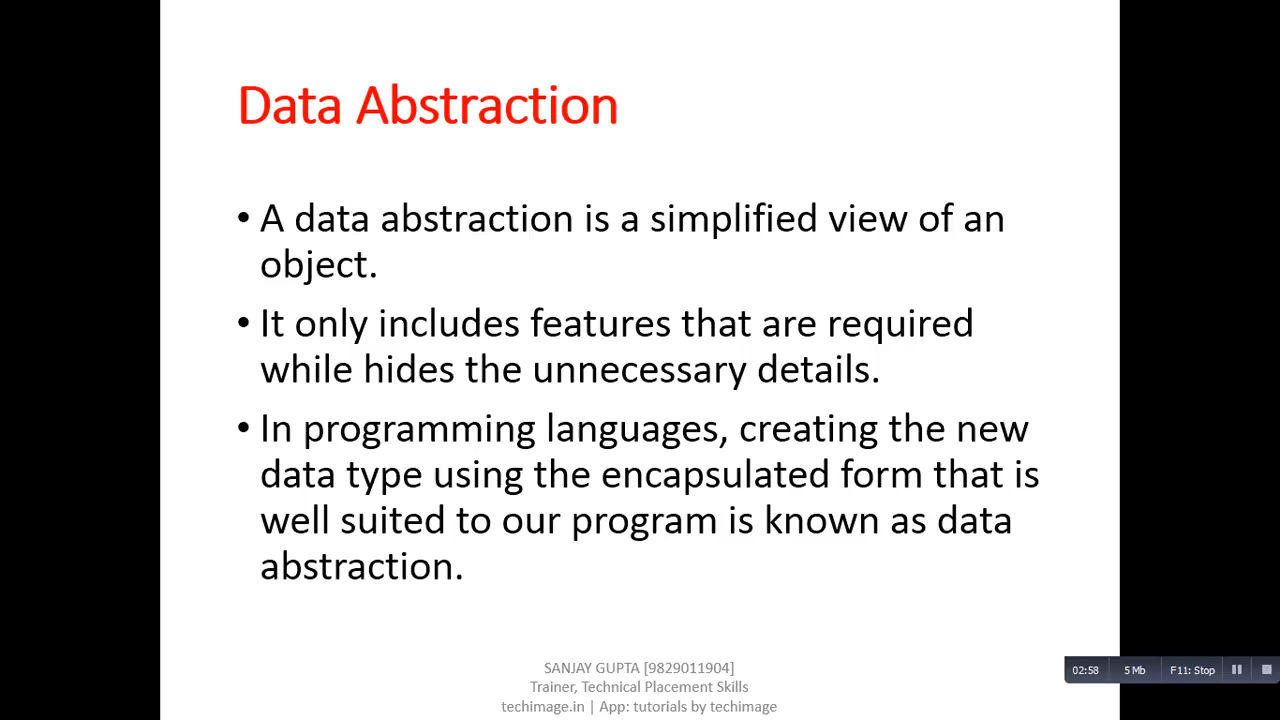 Data Abstraction
• A data abstraction is a simplified view of an
object.
• It only includes features that are required
while hides the unnecessary details.
• In programming languages, creating the new
data type using the encapsulated form that is
well suited to our program is known as data
abstraction.
SANJAY GUPTA [9829011904]
Trainer, Technical Placement Skills
techimage.in | App: tutorials by techimage
02:58 5 Mb F11: Stop